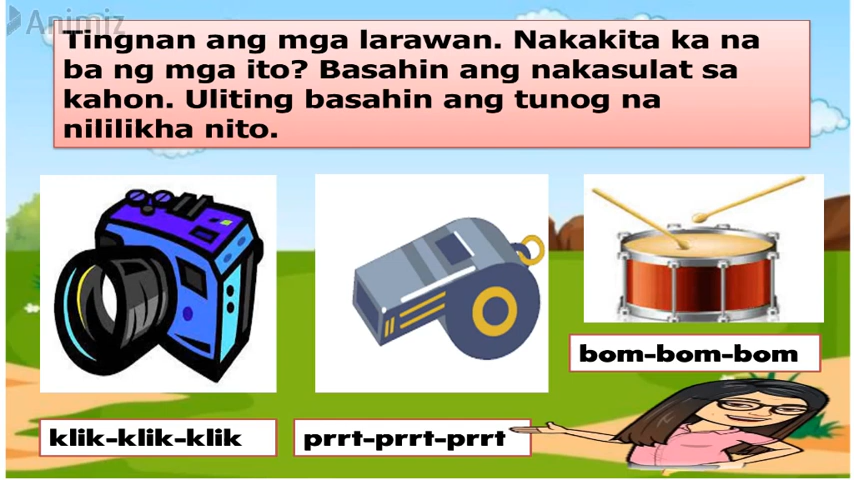 Animiz
Tingnan ang mga larawan. Nakakita ka na
ba ng mga ito? Basahin ang nakasulat sa
kahon. Uliting basahin ang tunog na
nililikha nito.
bom-bom-bom
klik-klik-klik
prrt-prrt-prrt